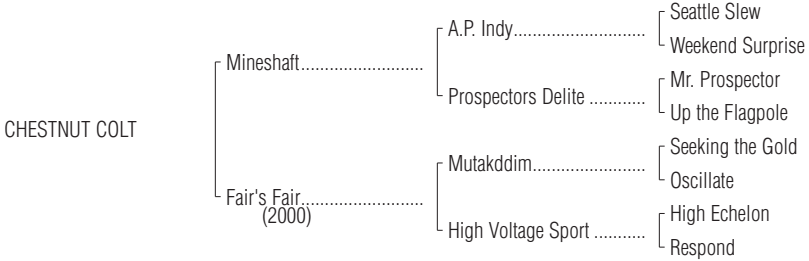 Seattle Slew
A.P. Indy..........................
Weekend Surprise
Mineshaft........................
Mr. Prospector
Prospectors Delite ...........
Up the Flagpole
CHESTNUT COLT
Seeking the Gold
Mutakddim......................
Oscillate
Fair's Fair........................
(2000)
High Echelon
High Voltage Sport ..........
Respond